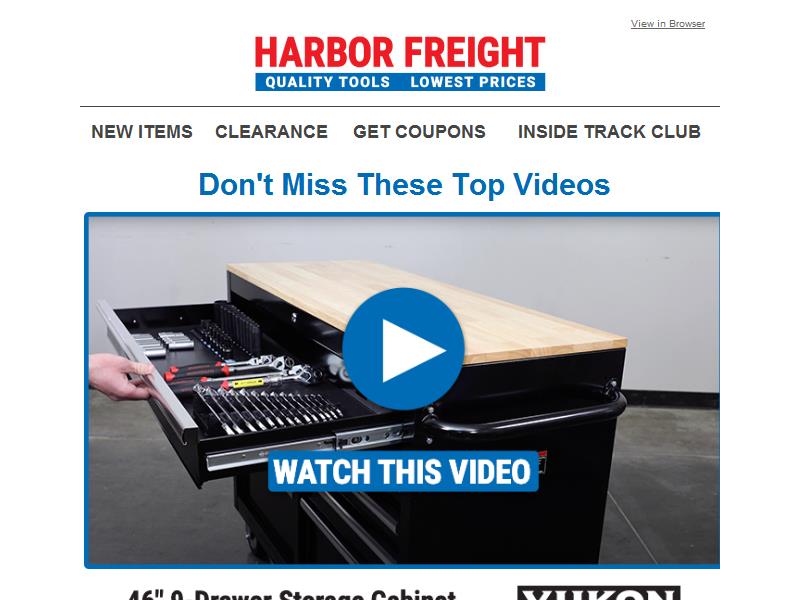 View in Browser
HARBOR FREIGHT
QUALITY TOOLS LOWEST PRICES
NEW ITEMS CLEARANCE GET COUPONS INSIDE TRACK CLUB
Don't Miss These Top Videos
WATCH THIS VIDEO
46" 9-Drawer Storage Cabinet YUKON